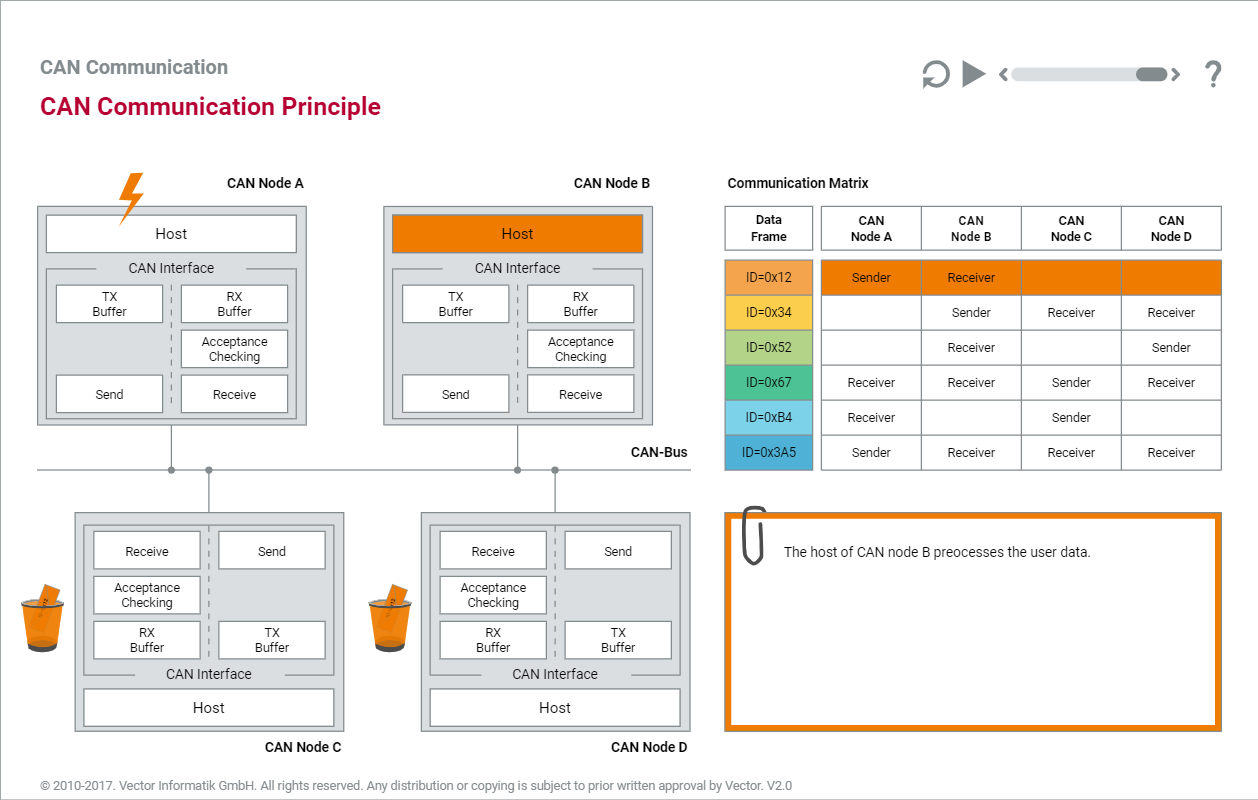 CAN Communication
CAN Communication Principle
?
CAN Node A
Host
CAN Interface
TX
Buffer
RX
Buffer
Acceptance
Checking
Send
Receive
CAN Node B
Host
CAN Interface
TX
Buffer
RX
Buffer
Acceptance
Checking
Send
Receive
CAN-Bus
Receive
Send
Acceptance
Checking
RX
Buffer
TX
Buffer
CAN Interface
Host
CAN Node C
Receive
Send
Acceptance
Checking
RX
Buffer
TX
Buffer
CAN Interface
Host
CAN Node D
Communication Matrix
Data
Frame
CAN
Node A
CAN
Node B
CAN
Node C
CAN
Node D
ID=0x12 Sender Receiver
ID=0x34 Sender Receiver Receiver
ID=0x52 Receiver Sender
ID=0x67 Receiver Receiver Sender Receiver
ID=0xB4 Receiver Sender
ID=0x3A5 Sender Receiver Receiver Receiver
The host of CAN node B preocesses the user data.
© 2010-2017. Vector Informatik GmbH. All rights reserved. Any distribution or copying is subject to prior written approval by Vector. V2.0